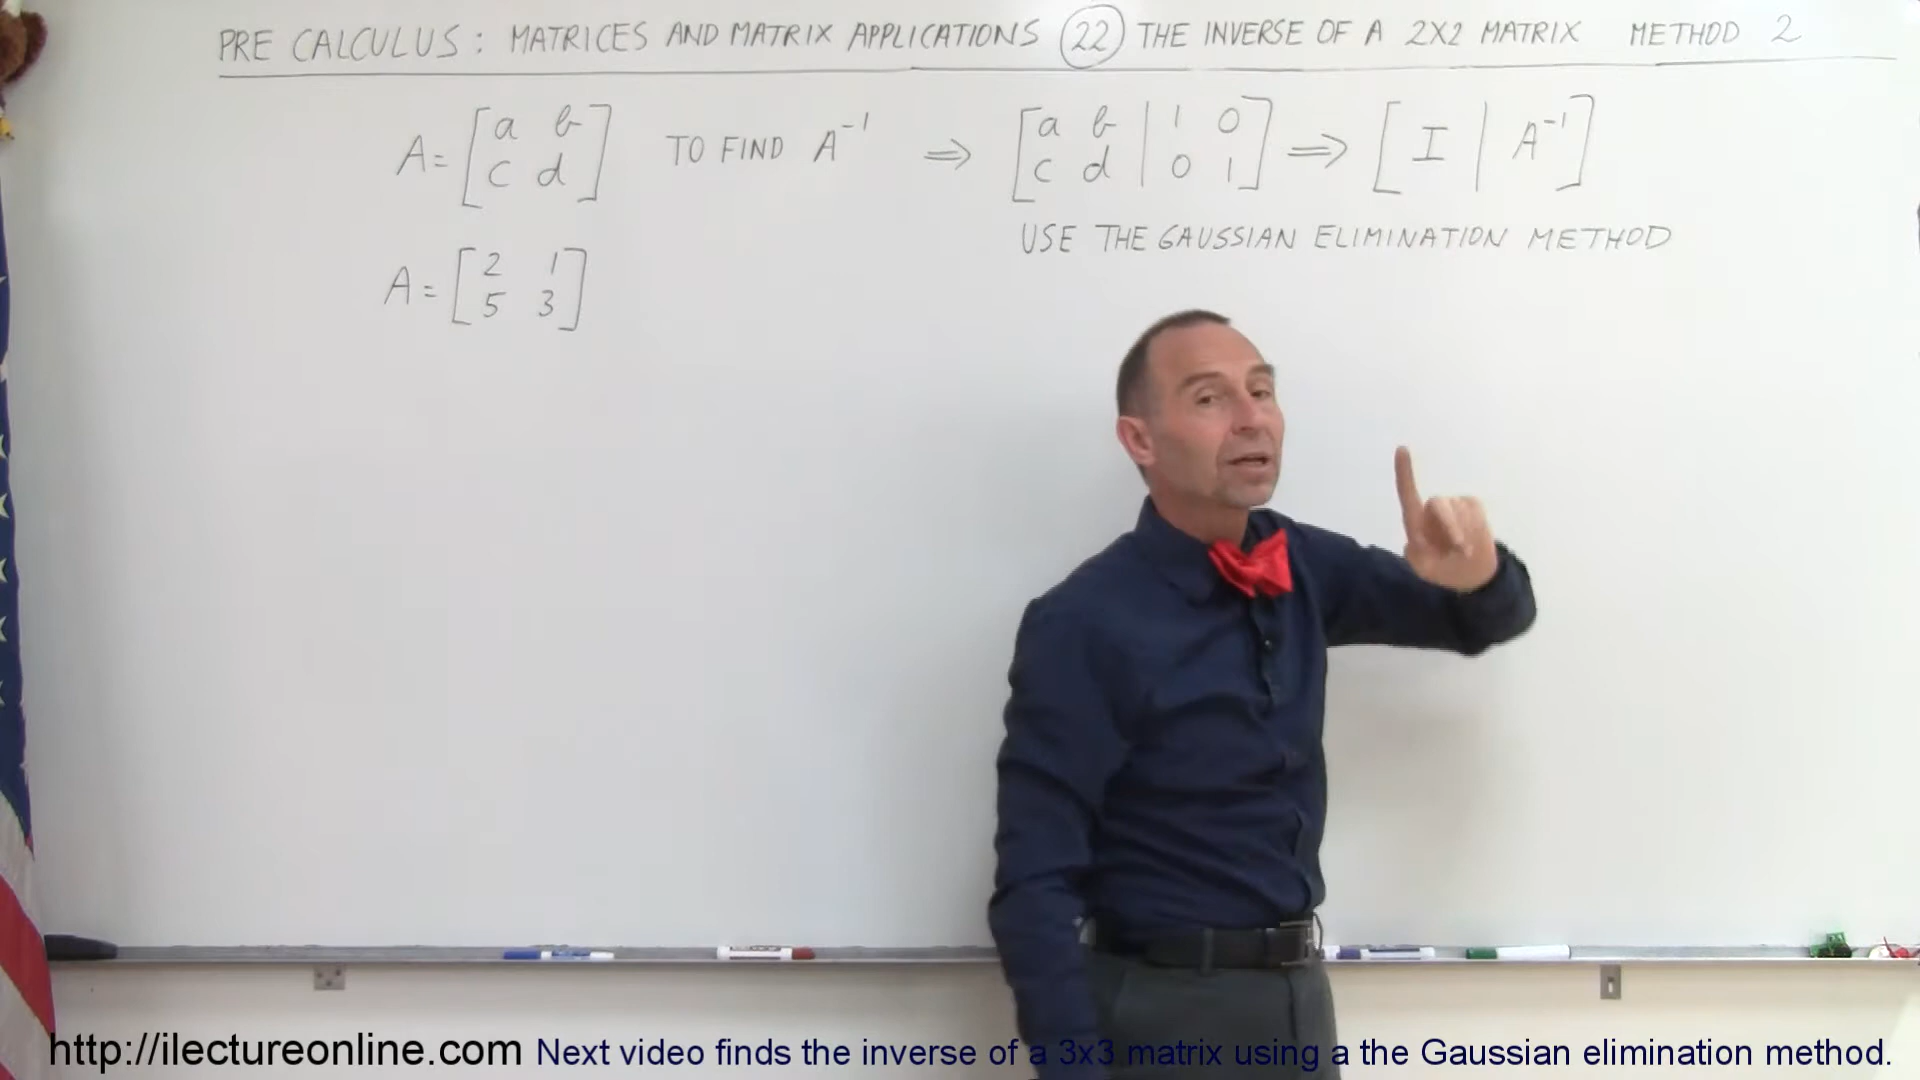 PRE CALCULUS: MATRICES AND MATRIX APPLICATIONS 22 THE INVERSE OF A 2X2 MATRIX METHOD 2
A = [a b; c d] TO FIND A⁻¹ ⇒ [a b | 1 0; c d | 0 1] ⇒ [I | A⁻¹]
USE THE GAUSSIAN ELIMINATION METHOD
A = [2 1; 5 3]
http://ilectureonline.com Next video finds the inverse of a 3x3 matrix using a the Gaussian elimination method.